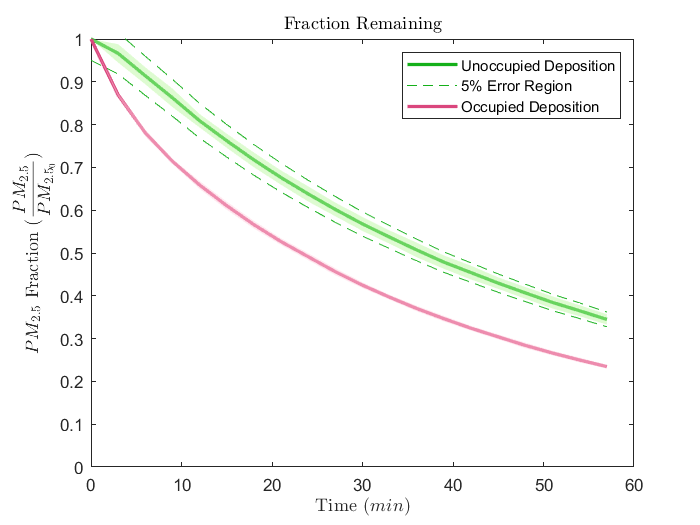 Fraction Remaining
Unoccupied Deposition
5% Error Region
Occupied Deposition
PM2.5 Fraction (PM2.5/PM2.50)
1
0.9
0.8
0.7
0.6
0.5
0.4
0.3
0.2
0.1
0
0 10 20 30 40 50 60
Time (min)